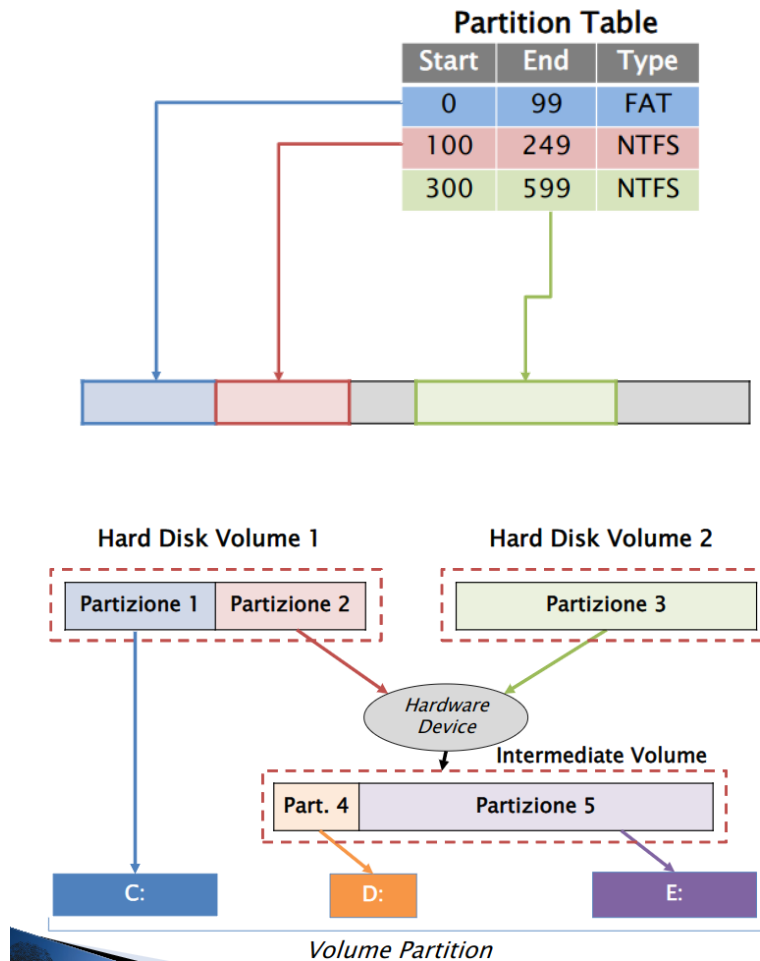 Partition Table
Start End Type
0 99 FAT
100 249 NTFS
300 599 NTFS
Hard Disk Volume 1 Hard Disk Volume 2
Partizione 1 Partizione 2 Partizione 3
Hardware
Device
Intermediate Volume
Part. 4 Partizione 5
C: D: E:
Volume Partition